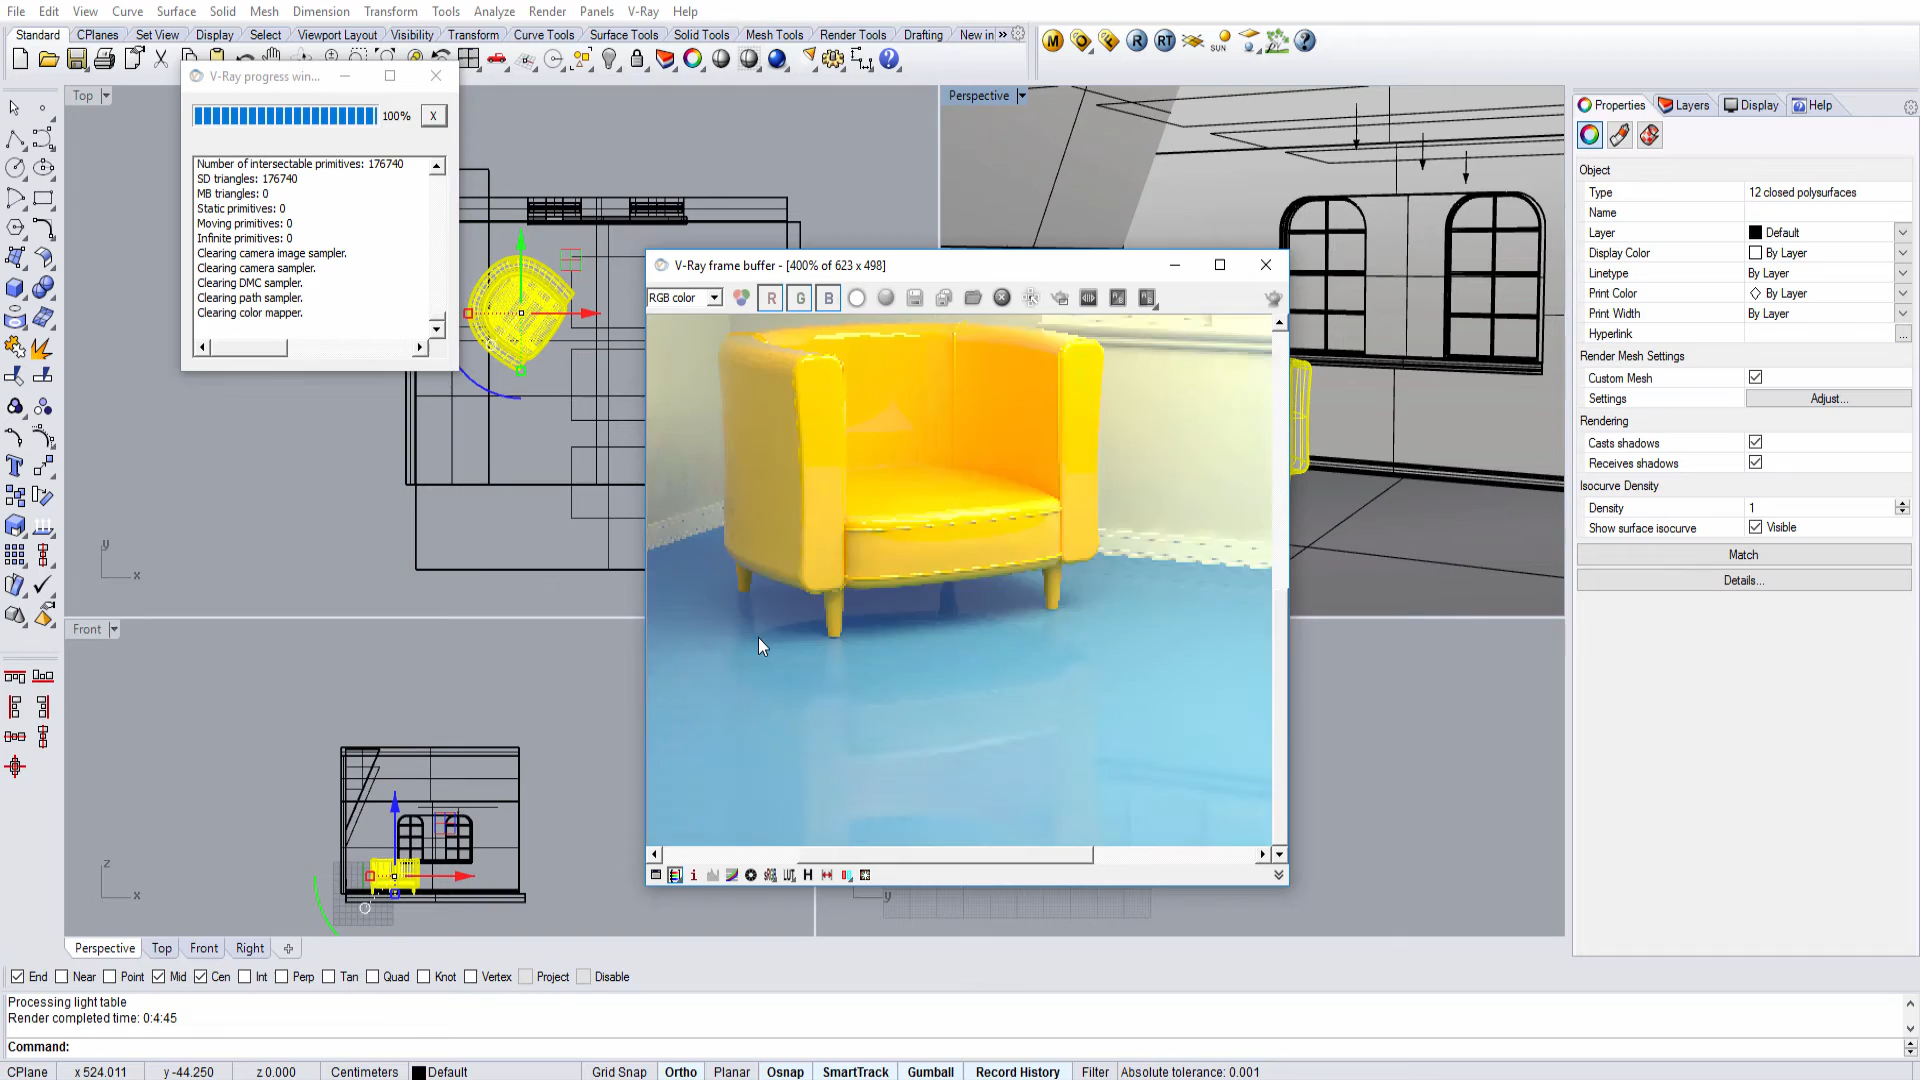 File Edit View Curve Surface Solid Mesh Dimension Transform Tools Analyze Render Panels V-Ray Help
Standard CPlanes Set View Display Select Viewport Layout Visibility Transform Curve Tools Surface Tools Solid Tools Mesh Tools Render Tools Drafting New in »
M R RT SUN
Top
V-Ray progress win...
100% X
Number of intersectable primitives: 176740
SD triangles: 176740
MB triangles: 0
Static primitives: 0
Moving primitives: 0
Infinite primitives: 0
Clearing camera image sampler.
Clearing camera sampler.
Clearing DMC sampler.
Clearing path sampler.
Clearing color mapper.
y
x
Perspective
V-Ray frame buffer - [400% of 623 x 498]
RGB color R G B
LUT H
Front
z
x
y
Properties Layers Display Help
Object
Type 12 closed polysurfaces
Name
Layer Default
Display Color By Layer
Linetype By Layer
Print Color By Layer
Print Width By Layer
Hyperlink ...
Render Mesh Settings
Custom Mesh
Settings Adjust...
Rendering
Casts shadows
Receives shadows
Isocurve Density
Density 1
Show surface isocurve Visible
Match
Details...
Perspective Top Front Right
End Near Point Mid Cen Int Perp Tan Quad Knot Vertex Project Disable
Processing light table
Render completed time: 0:4:45
Command:
CPlane x 524.011 y -44.250 z 0.000 Centimeters Default Grid Snap Ortho Planar Osnap SmartTrack Gumball Record History Filter Absolute tolerance: 0.001